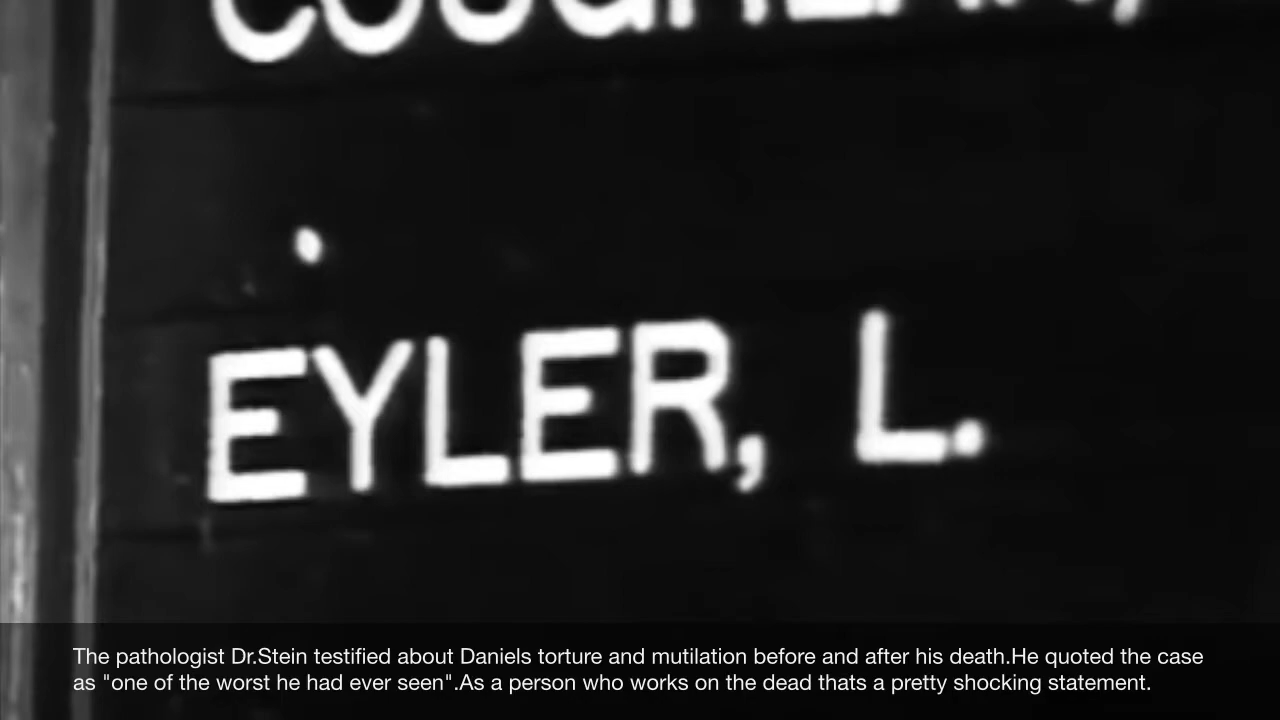 EYLER, L.
The pathologist Dr.Stein testified about Daniels torture and mutilation before and after his death.He quoted the case
as "one of the worst he had ever seen".As a person who works on the dead thats a pretty shocking statement.